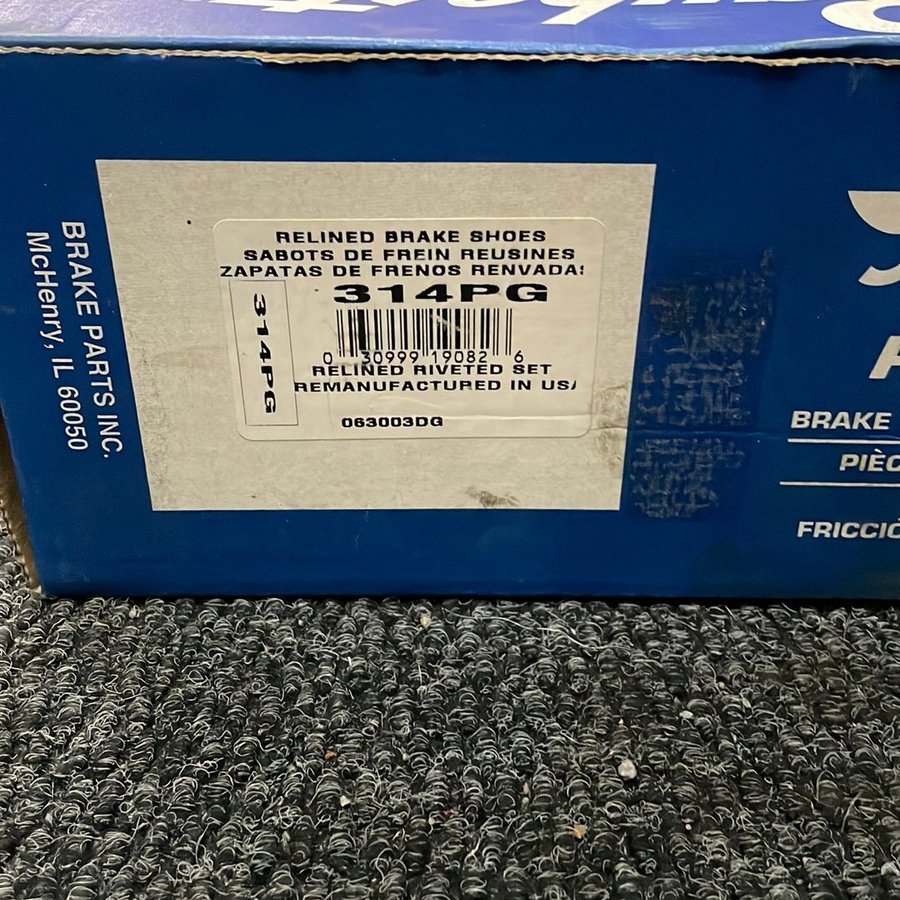 BRAKE PARTS INC.
McHenry, IL 60050
RELINED BRAKE SHOES
SABOTS DE FREIN REUSINES
ZAPATAS DE FRENOS RENVADAS
314PG
314PG
0 30999 19082 6
RELINED RIVETED SET
REMANUFACTURED IN USA
063003DG
BRAKE
PIÈC
FRICCIÓ